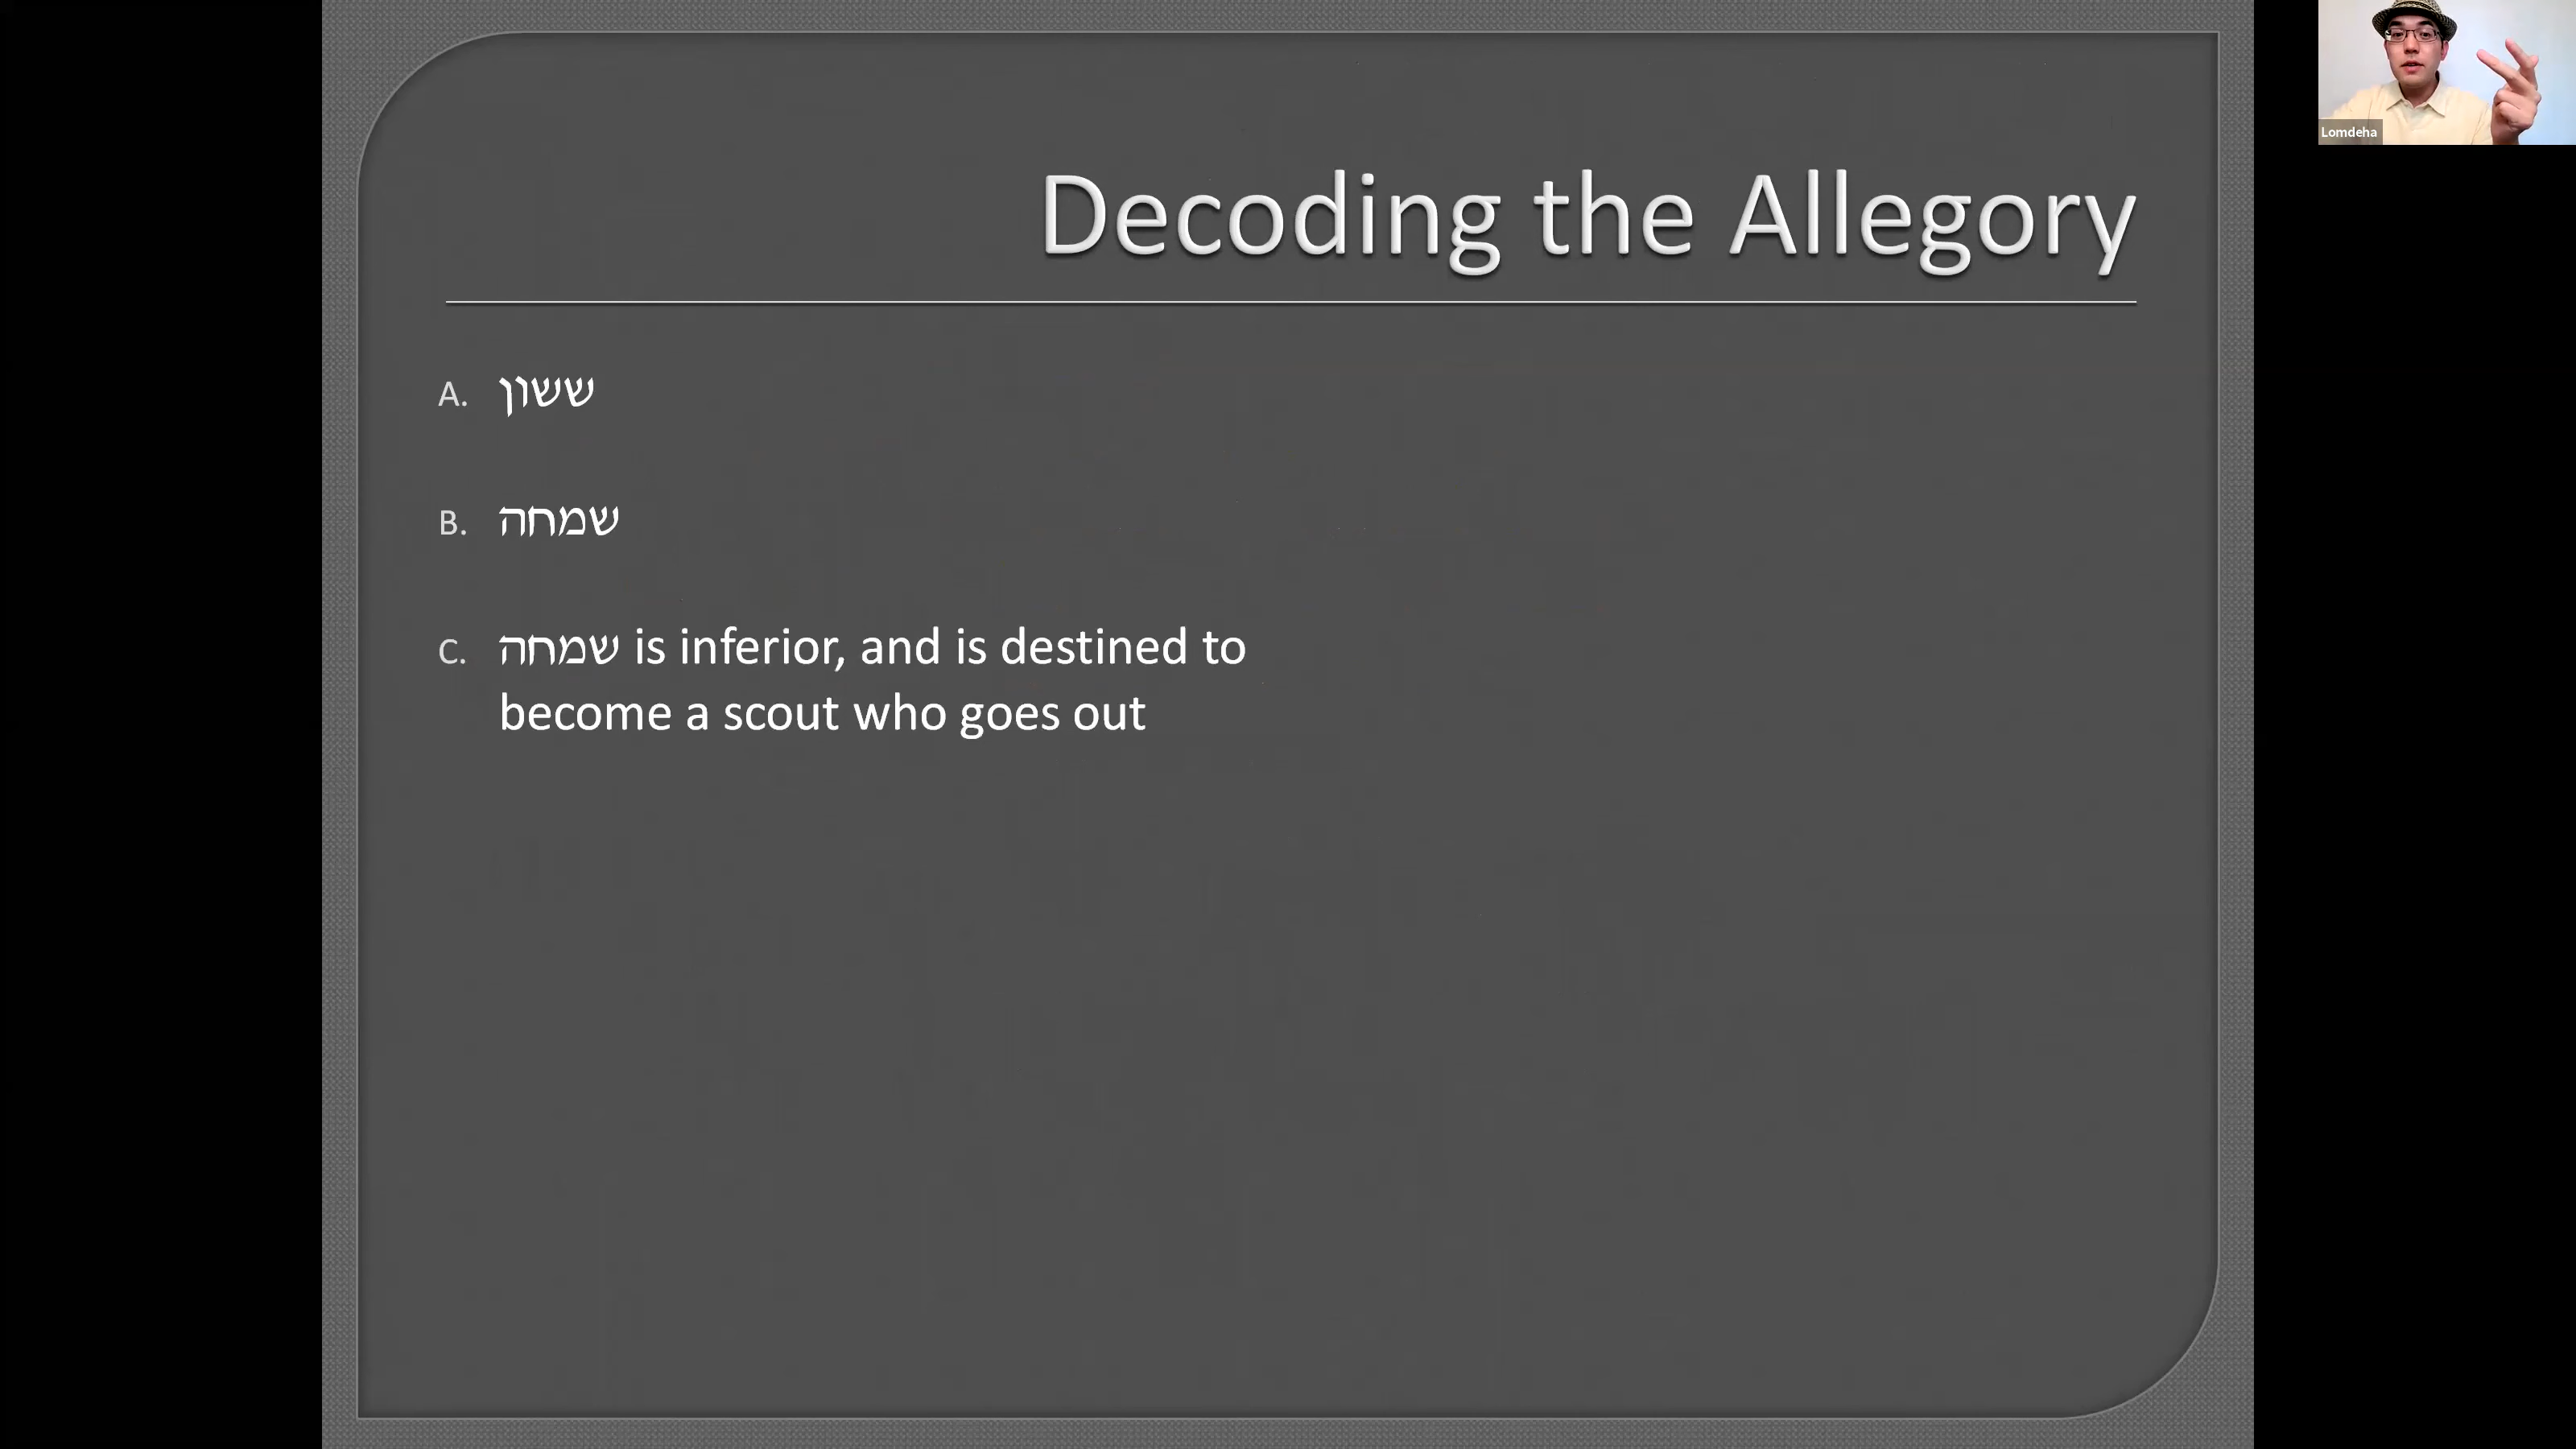 Decoding the Allegory
A. ששון
B. שמחה
C. שמחה is inferior, and is destined to
become a scout who goes out
Lomdeha